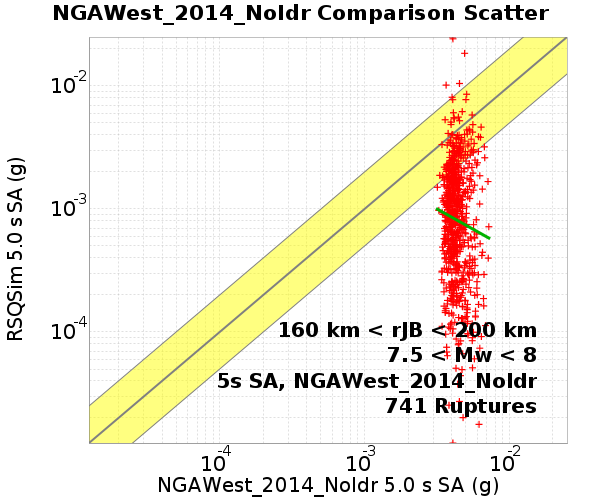 NGAWest_2014_NoIdr Comparison Scatter
RSQSim 5.0 s SA (g)
10^-2
10^-3
10^-4
160 km < rJB < 200 km
7.5 < Mw < 8
5s SA, NGAWest_2014_NoIdr
741 Ruptures
10^-4 10^-3 10^-2
NGAWest_2014_NoIdr 5.0 s SA (g)